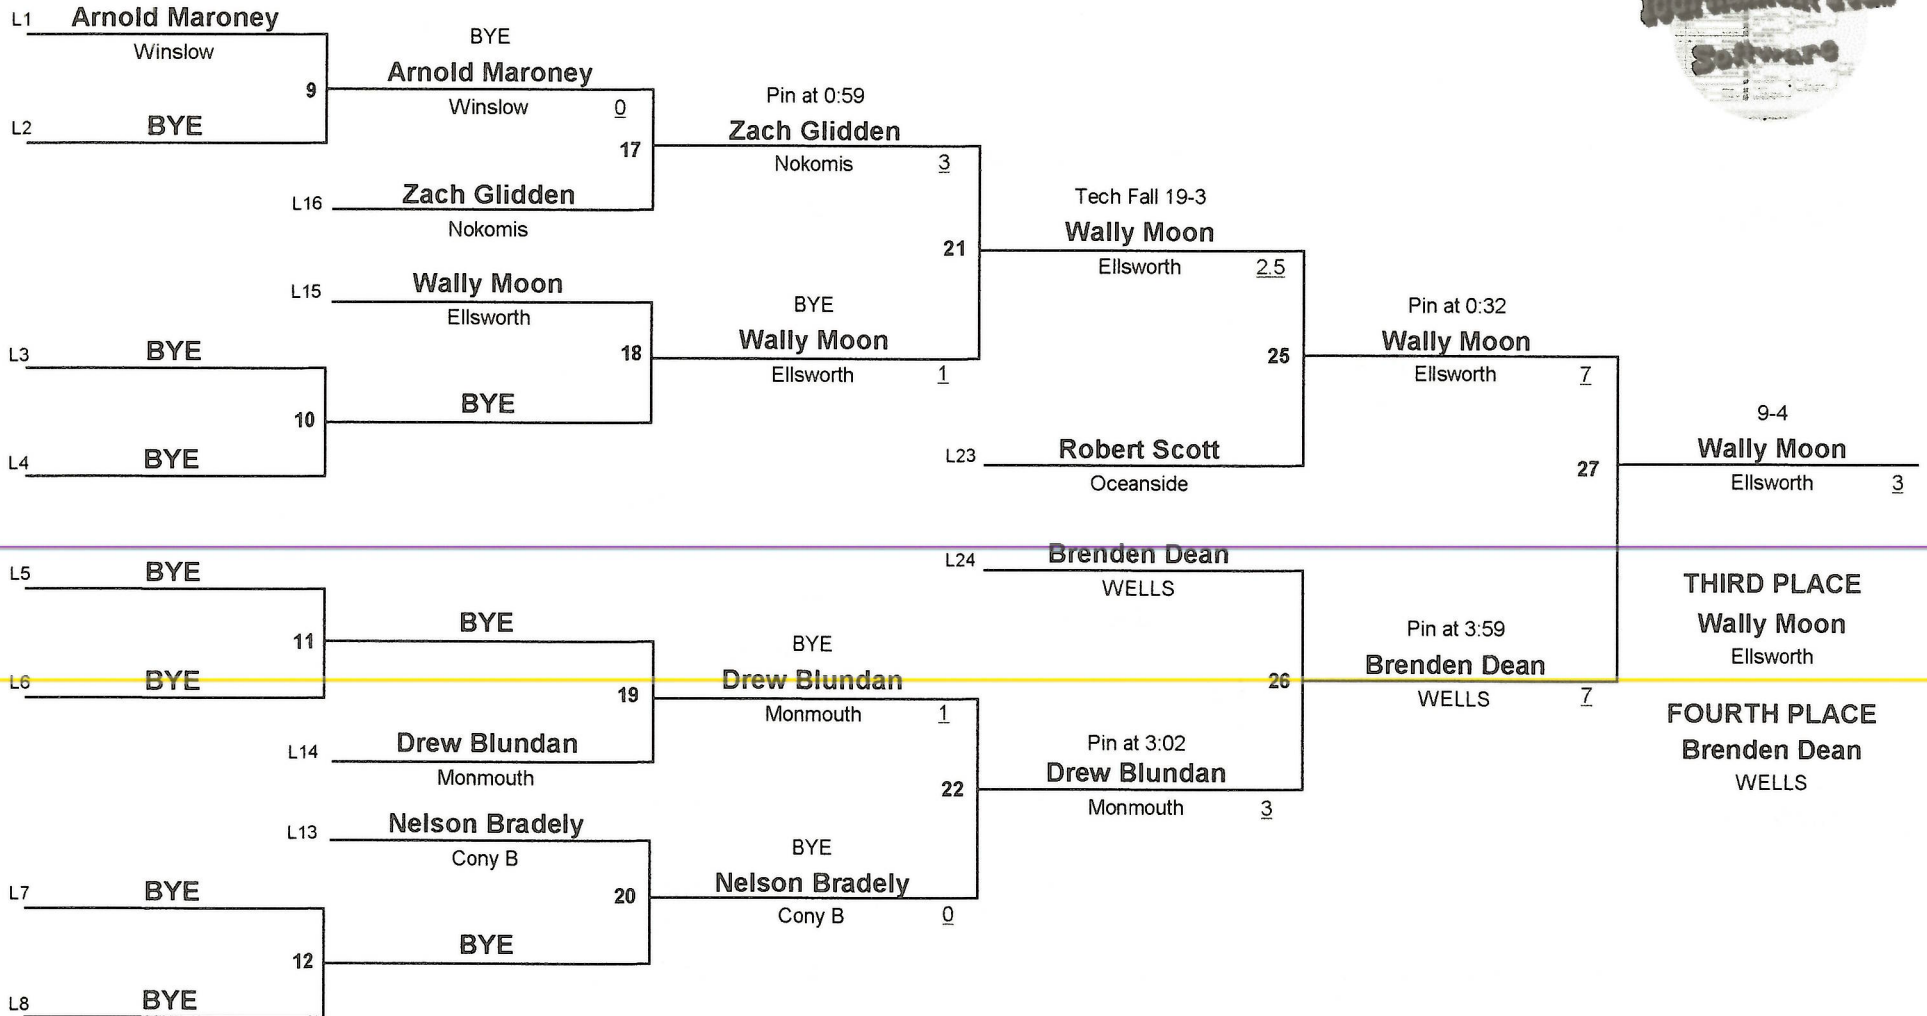 L1 Arnold Maroney
Winslow
9
L2 BYE
BYE
Arnold Maroney
Winslow 0
17
L16 Zach Glidden
Nokomis
Pin at 0:59
Zach Glidden
Nokomis 3
L15 Wally Moon
Ellsworth
18
L3 BYE
10
BYE
L4 BYE
BYE
Wally Moon
Ellsworth 1
21
Tech Fall 19-3
Wally Moon
Ellsworth 2.5
25
L23 Robert Scott
Oceanside
Pin at 0:32
Wally Moon
Ellsworth 7
27
9-4
Wally Moon
Ellsworth 3
L24 Brenden Dean
WELLS
L5 BYE
11
BYE
L6 BYE
19
L14 Drew Blundan
Monmouth
BYE
Drew Blundan
Monmouth 1
22
L13 Nelson Bradely
Cony B
20
L7 BYE
12
BYE
L8 BYE
BYE
Nelson Bradely
Cony B 0
Pin at 3:02
Drew Blundan
Monmouth 3
26
Pin at 3:59
Brenden Dean
WELLS 7
THIRD PLACE
Wally Moon
Ellsworth
FOURTH PLACE
Brenden Dean
WELLS
Software